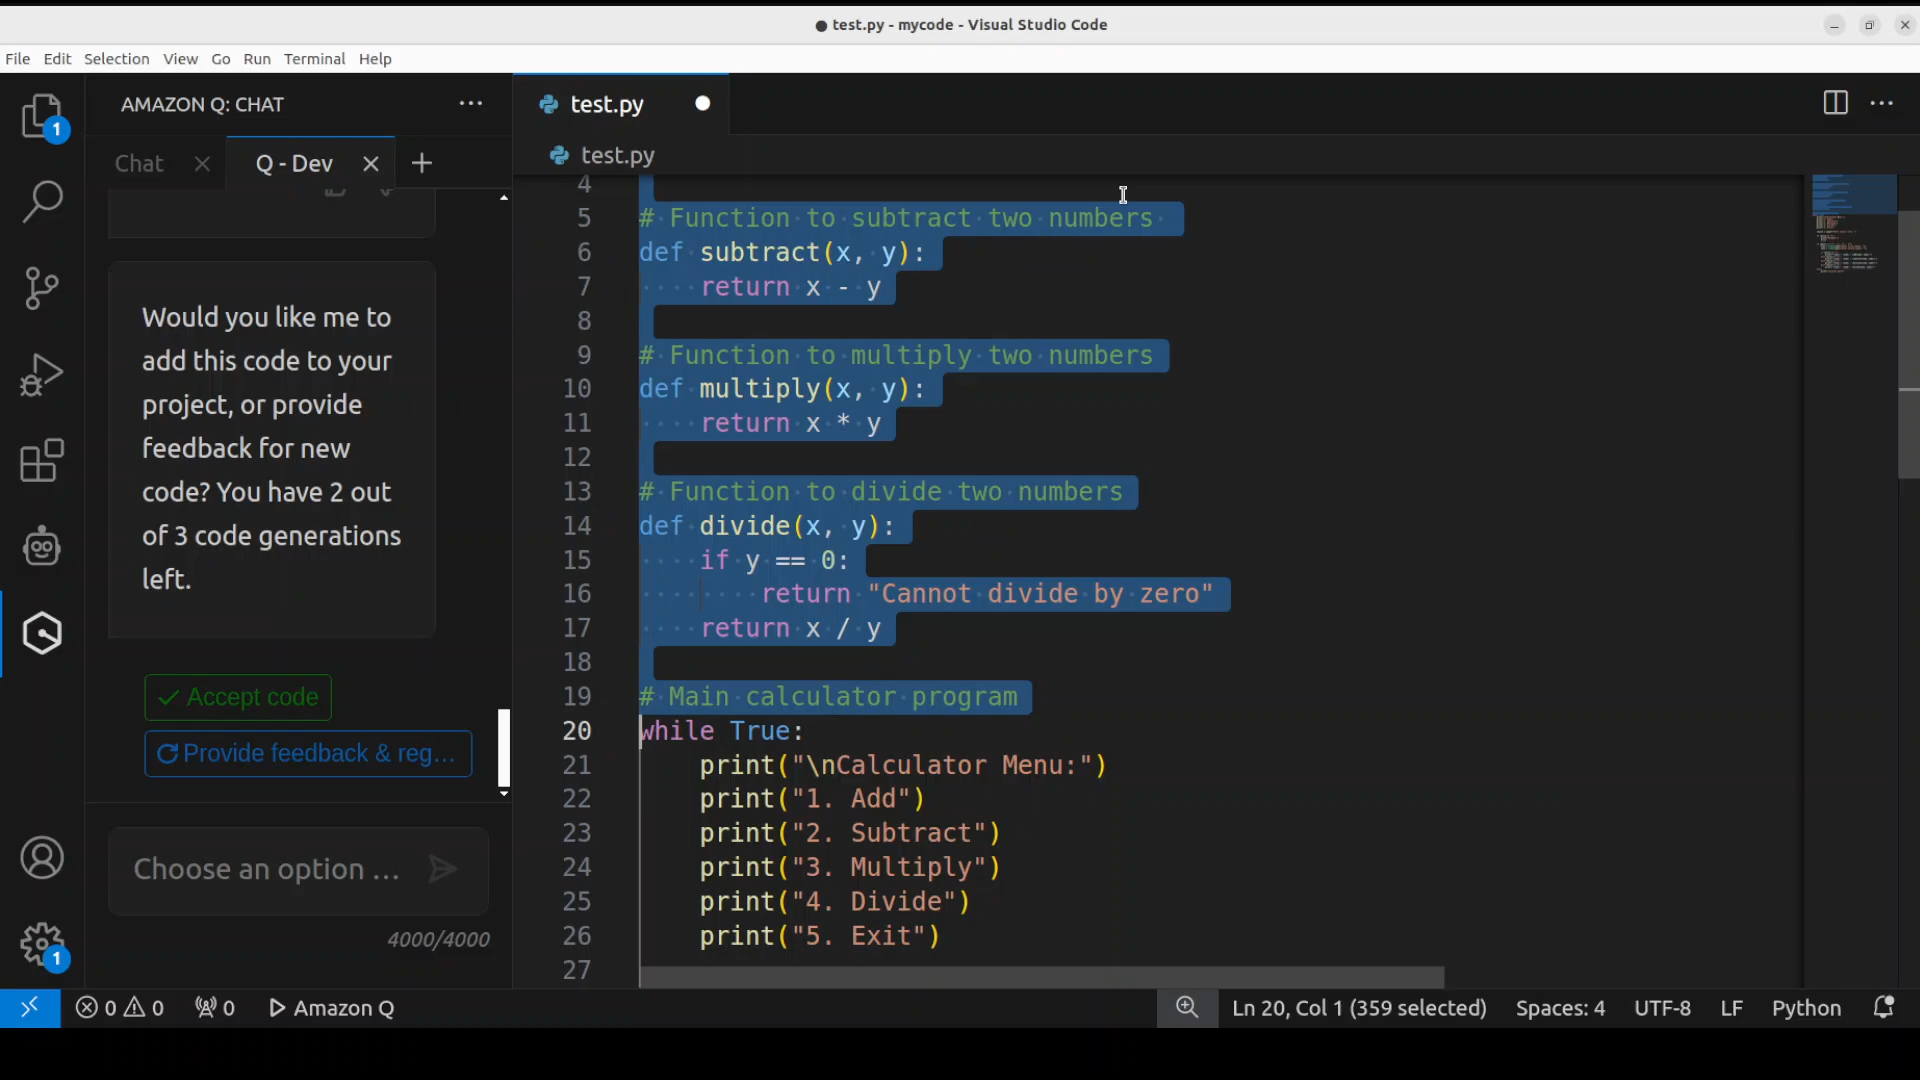 ● test.py - mycode - Visual Studio Code
File Edit Selection View Go Run Terminal Help
AMAZON Q: CHAT
test.py
Chat
Q - Dev
test.py
Would you like me to
add this code to your
project, or provide
feedback for new
code? You have 2 out
of 3 code generations
left.
Accept code
Provide feedback & reg...
Choose an option ...
4000/4000
4
5 # Function to subtract two numbers
6 def subtract(x, y):
7     return x - y
8
9 # Function to multiply two numbers
10 def multiply(x, y):
11     return x * y
12
13 # Function to divide two numbers
14 def divide(x, y):
15     if y == 0:
16         return "Cannot divide by zero"
17     return x / y
18
19 # Main calculator program
20 while True:
21     print("\nCalculator Menu:")
22     print("1. Add")
23     print("2. Subtract")
24     print("3. Multiply")
25     print("4. Divide")
26     print("5. Exit")
27
1
1
0 0 0 Amazon Q Ln 20, Col 1 (359 selected) Spaces: 4 UTF-8 LF Python